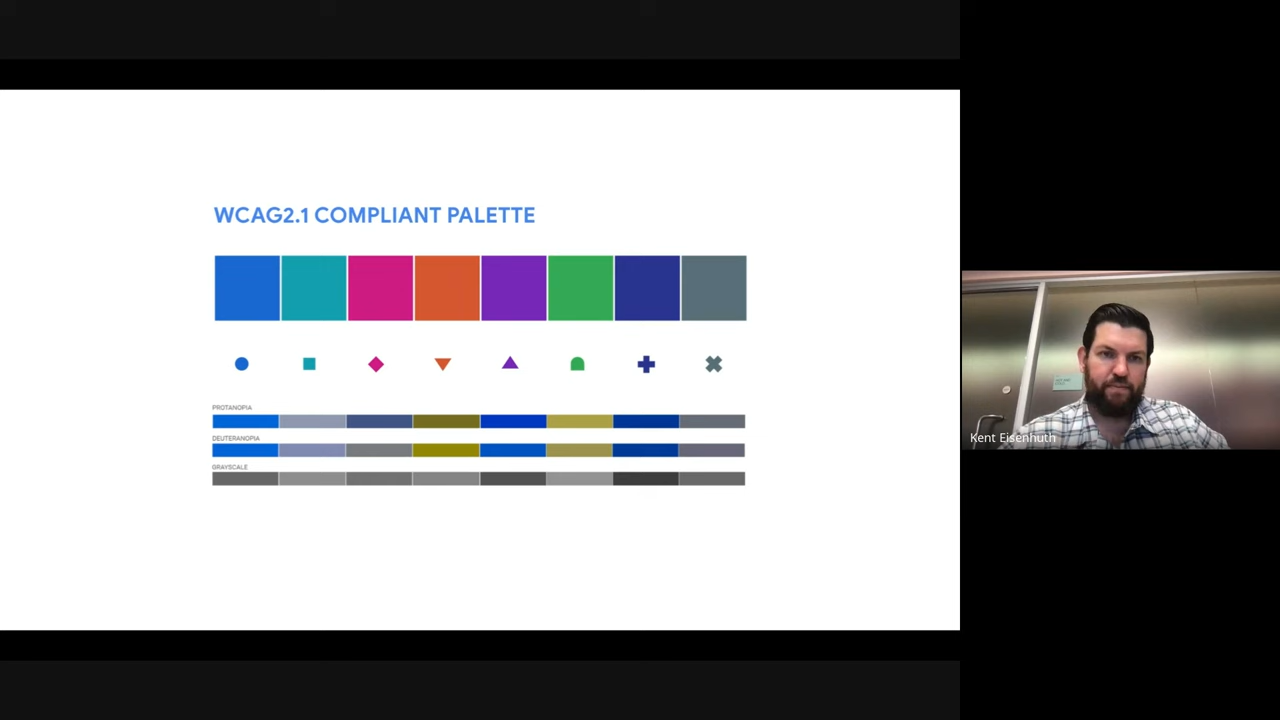 WCAG2.1 COMPLIANT PALETTE
PROTANOPIA
DEUTERANOPIA
GRAYSCALE
Kent Eisenhuth